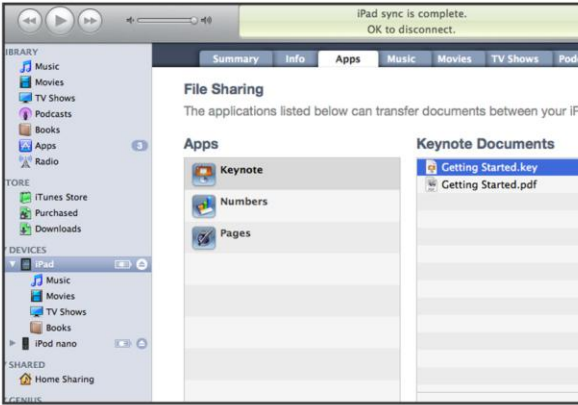 iPad sync is complete.
OK to disconnect.
IBRARY
Music
Movies
TV Shows
Podcasts
Books
Apps 3
Radio
TORE
iTunes Store
Purchased
Downloads
DEVICES
iPad
Music
Movies
TV Shows
Books
iPod nano
SHARED
Home Sharing
GENIUS
Summary Info Apps Music Movies TV Shows Pod
File Sharing
The applications listed below can transfer documents between your iP
Apps
Keynote
Numbers
Pages
Keynote Documents
Getting Started.key
Getting Started.pdf